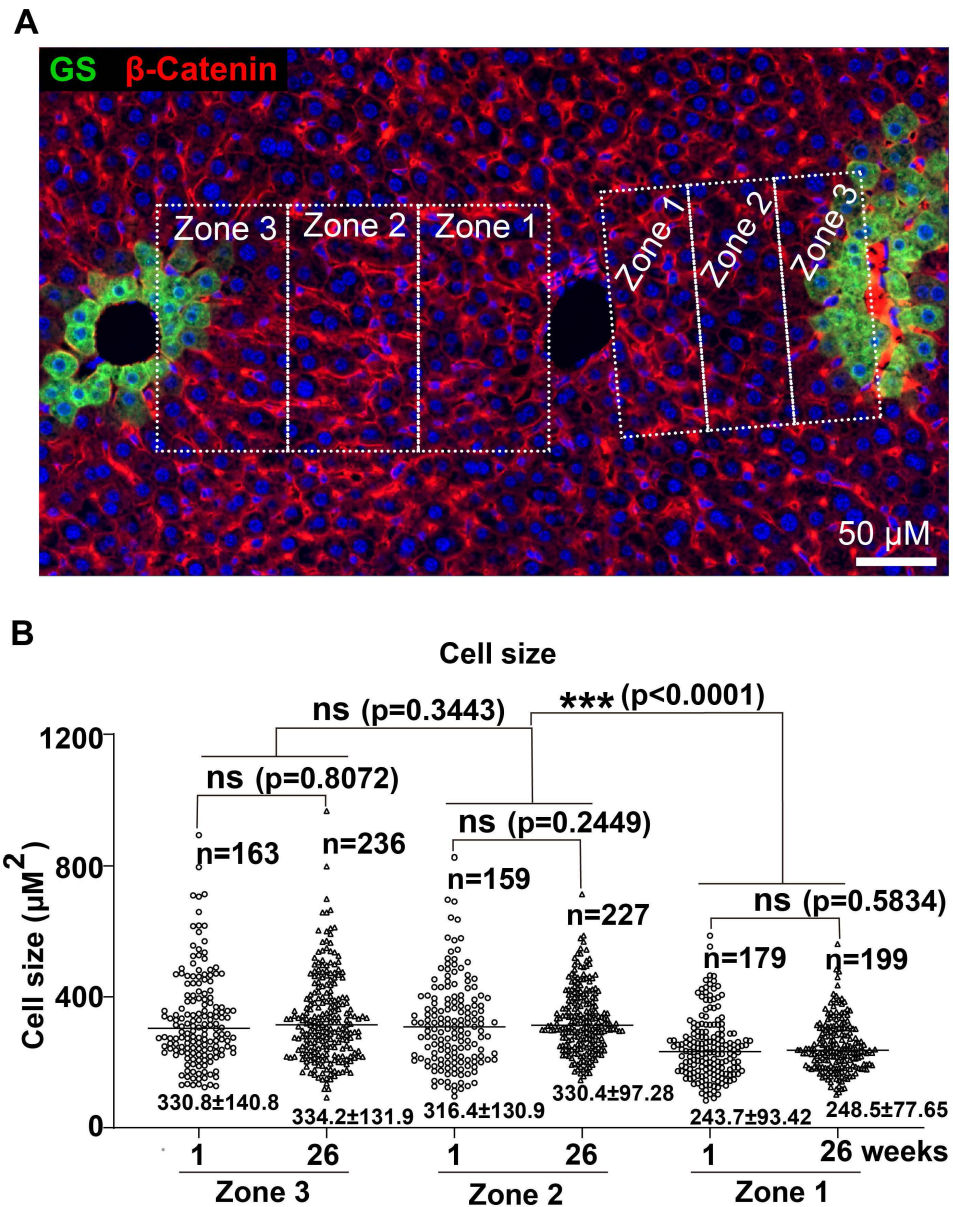 A
GS β-Catenin
Zone 3 Zone 2 Zone 1 Zone 1 Zone 2 Zone 3
50 µM
B
Cell size
*** (p<0.0001)
ns (p=0.3443)
1200
ns (p=0.8072)
ns (p=0.2449)
n=163 n=236
800
n=159
ns (p=0.5834)
n=227
n=179 n=199
Cell size (µM2)
400
330.8±140.8 334.2±131.9 316.4±130.9 330.4±97.28 243.7±93.42 248.5±77.65
0
1 26 1 26 1 26 weeks
Zone 3 Zone 2 Zone 1